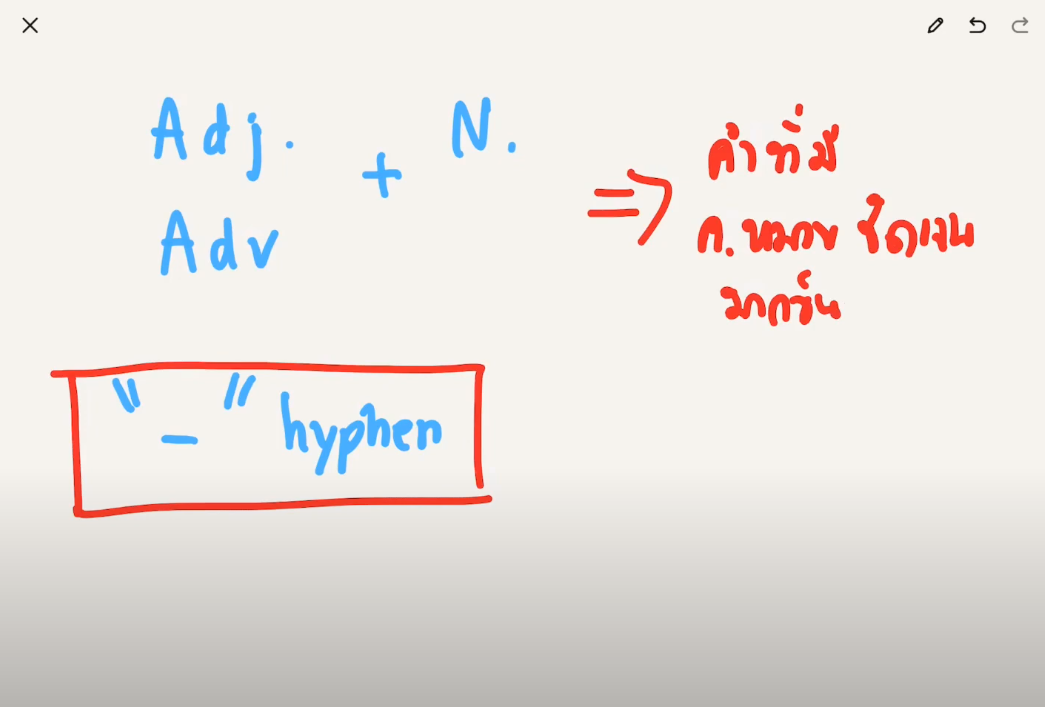 Adj. + N.
Adv
⇒ คำที่มี
ค.หมาย ชัดเจน
มากขึ้น
"-" hyphen